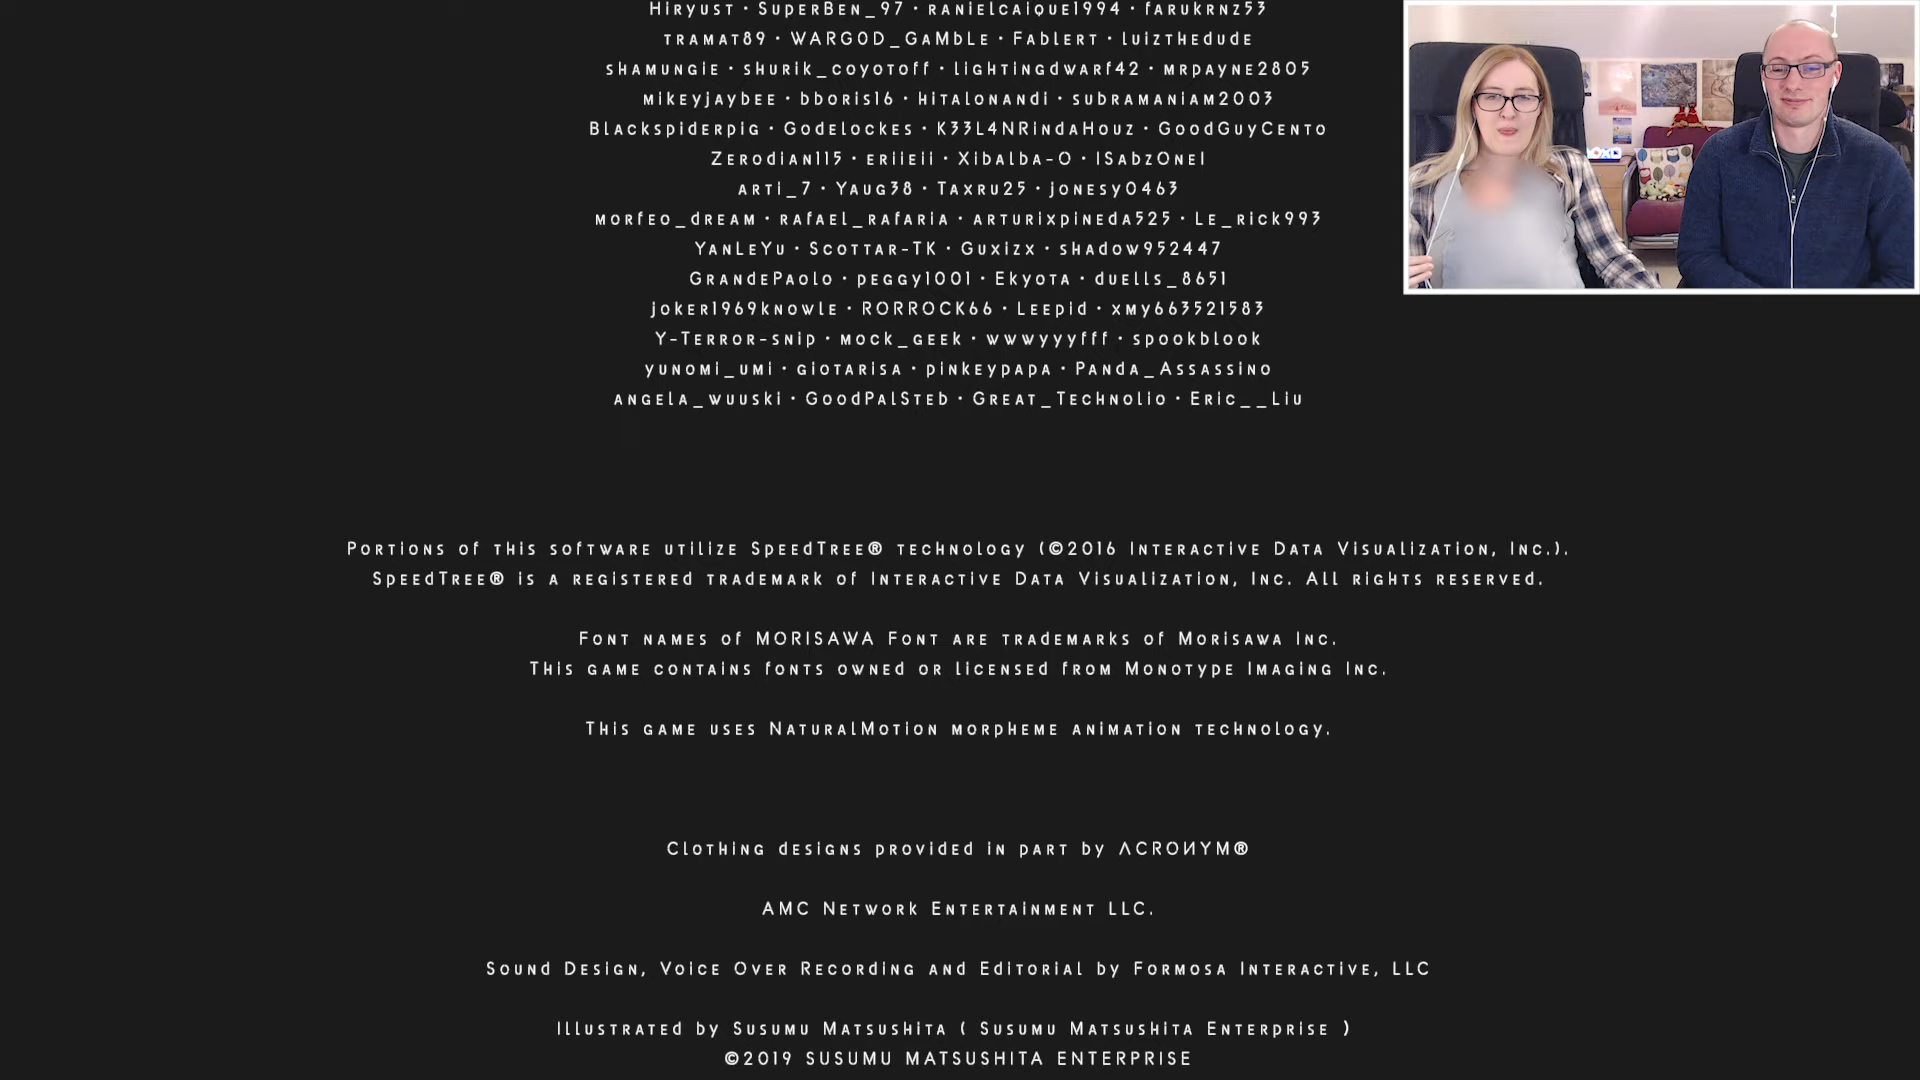 Hiryust · SuperBen_97 · ranielcaique1994 · farukrnz53
tramat89 · WARGOD_GaMbLe · Fablert · luizthedude
shamungie · shurik_coyotoff · lightingdwarf42 · mrpayne2805
mikeyjaybee · bboris16 · hitalonandi · subramaniam2003
Blackspiderpig · Godelockes · K33L4NRindaHouz · GoodGuyCento
Zerodian115 · eriieii · Xibalba-O · ISabzOneI
arti_7 · Yaug38 · Taxru25 · jonesy0463
morfeo_dream · rafael_rafaria · arturixpineda525 · Le_rick993
YanLeYu · Scottar-TK · Guxizx · shadow952447
GrandePaolo · peggy1001 · Ekyota · duells_8651
joker1969knowle · RORROCK66 · Leepid · xmy663521583
Y-Terror-snip · mock_geek · wwwyyyfff · spookblook
yunomi_umi · giotarisa · pinkeypapa · Panda_Assassino
angela_wuuski · GoodPalSteb · Great_Technolio · Eric__Liu
Portions of this software utilize SpeedTree® technology (©2016 Interactive Data Visualization, Inc.).
SpeedTree® is a registered trademark of Interactive Data Visualization, Inc. All rights reserved.
Font names of MORISAWA Font are trademarks of Morisawa Inc.
This game contains fonts owned or licensed from Monotype Imaging Inc.
This game uses NaturalMotion morpheme animation technology.
Clothing designs provided in part by ΛCROИYM®
AMC Network Entertainment LLC.
Sound Design, Voice Over Recording and Editorial by Formosa Interactive, LLC
Illustrated by Susumu Matsushita ( Susumu Matsushita Enterprise )
©2019 SUSUMU MATSUSHITA ENTERPRISE